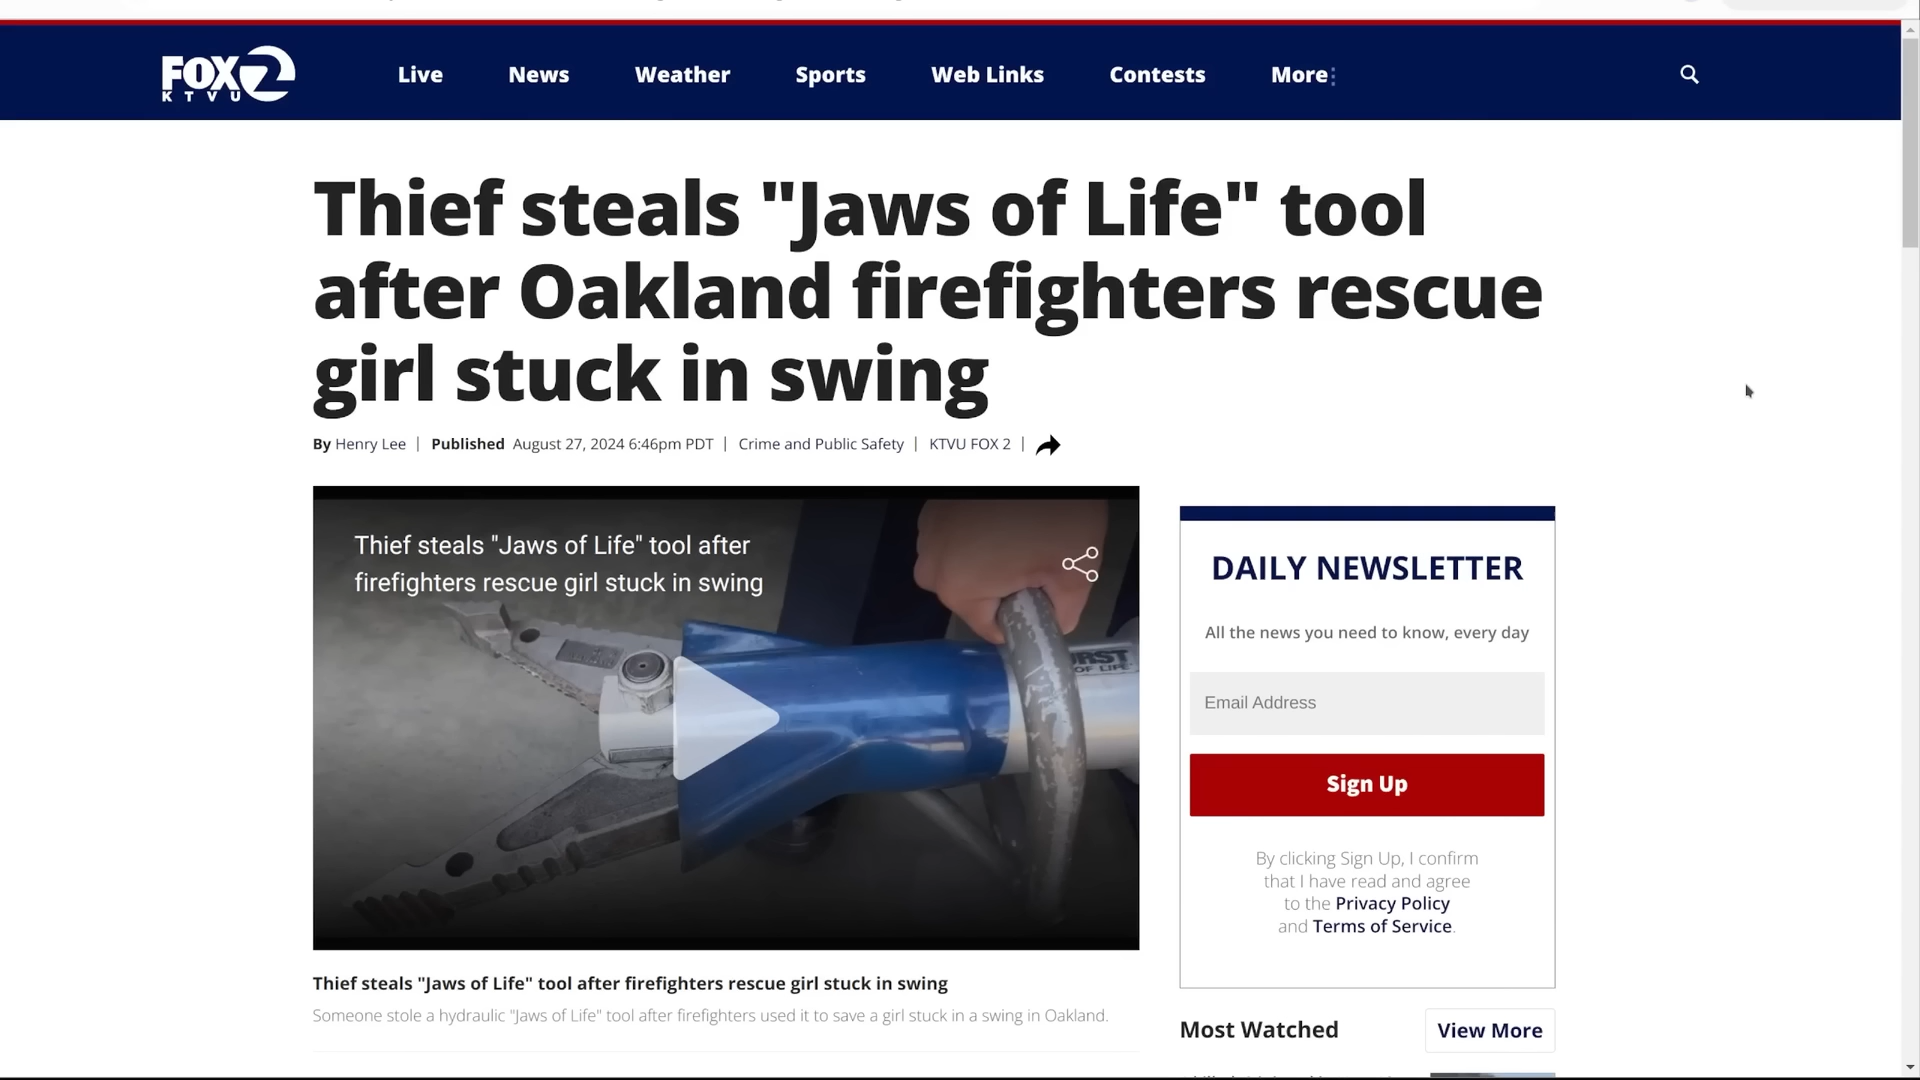 FOX 2
KTVU
Live News Weather Sports Web Links Contests More
Thief steals "Jaws of Life" tool
after Oakland firefighters rescue
girl stuck in swing
By Henry Lee | Published August 27, 2024 6:46pm PDT | Crime and Public Safety | KTVU FOX 2 |
Thief steals "Jaws of Life" tool after
firefighters rescue girl stuck in swing
OF LIFE
Thief steals "Jaws of Life" tool after firefighters rescue girl stuck in swing
Someone stole a hydraulic "Jaws of Life" tool after firefighters used it to save a girl stuck in a swing in Oakland.
DAILY NEWSLETTER
All the news you need to know, every day
Email Address
Sign Up
By clicking Sign Up, I confirm
that I have read and agree
to the Privacy Policy
and Terms of Service.
Most Watched
View More